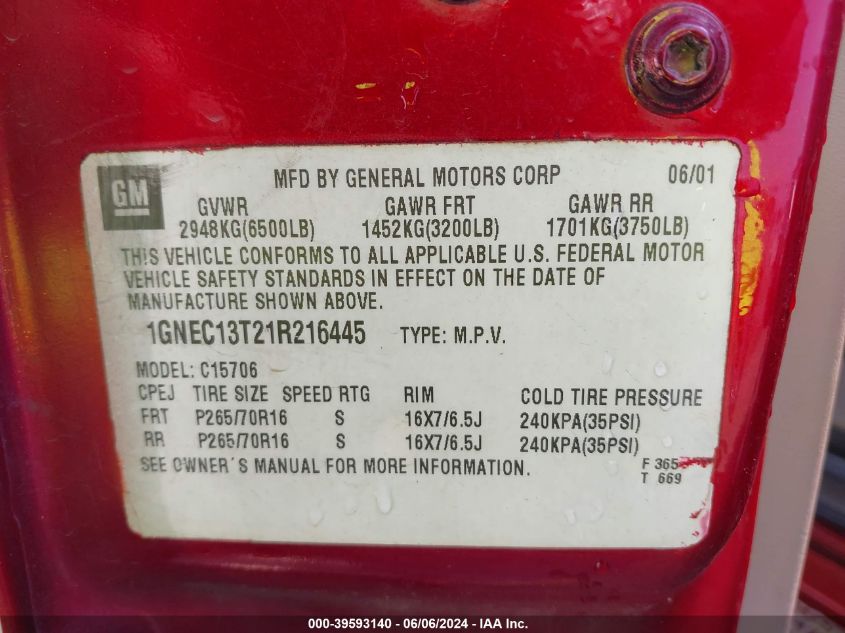 GM
MFD BY GENERAL MOTORS CORP 06/01
GVWR GAWR FRT GAWR RR
2948KG(6500LB) 1452KG(3200LB) 1701KG(3750LB)
THIS VEHICLE CONFORMS TO ALL APPLICABLE U.S. FEDERAL MOTOR
VEHICLE SAFETY STANDARDS IN EFFECT ON THE DATE OF
MANUFACTURE SHOWN ABOVE.
1GNEC13T21R216445 TYPE: M.P.V.
MODEL: C15706
CPEJ TIRE SIZE SPEED RTG RIM COLD TIRE PRESSURE
FRT P265/70R16 S 16X7/6.5J 240KPA(35PSI)
RR P265/70R16 S 16X7/6.5J 240KPA(35PSI)
SEE OWNER'S MANUAL FOR MORE INFORMATION. F 365
T 669
000-39593140 - 06/06/2024 - IAA Inc.